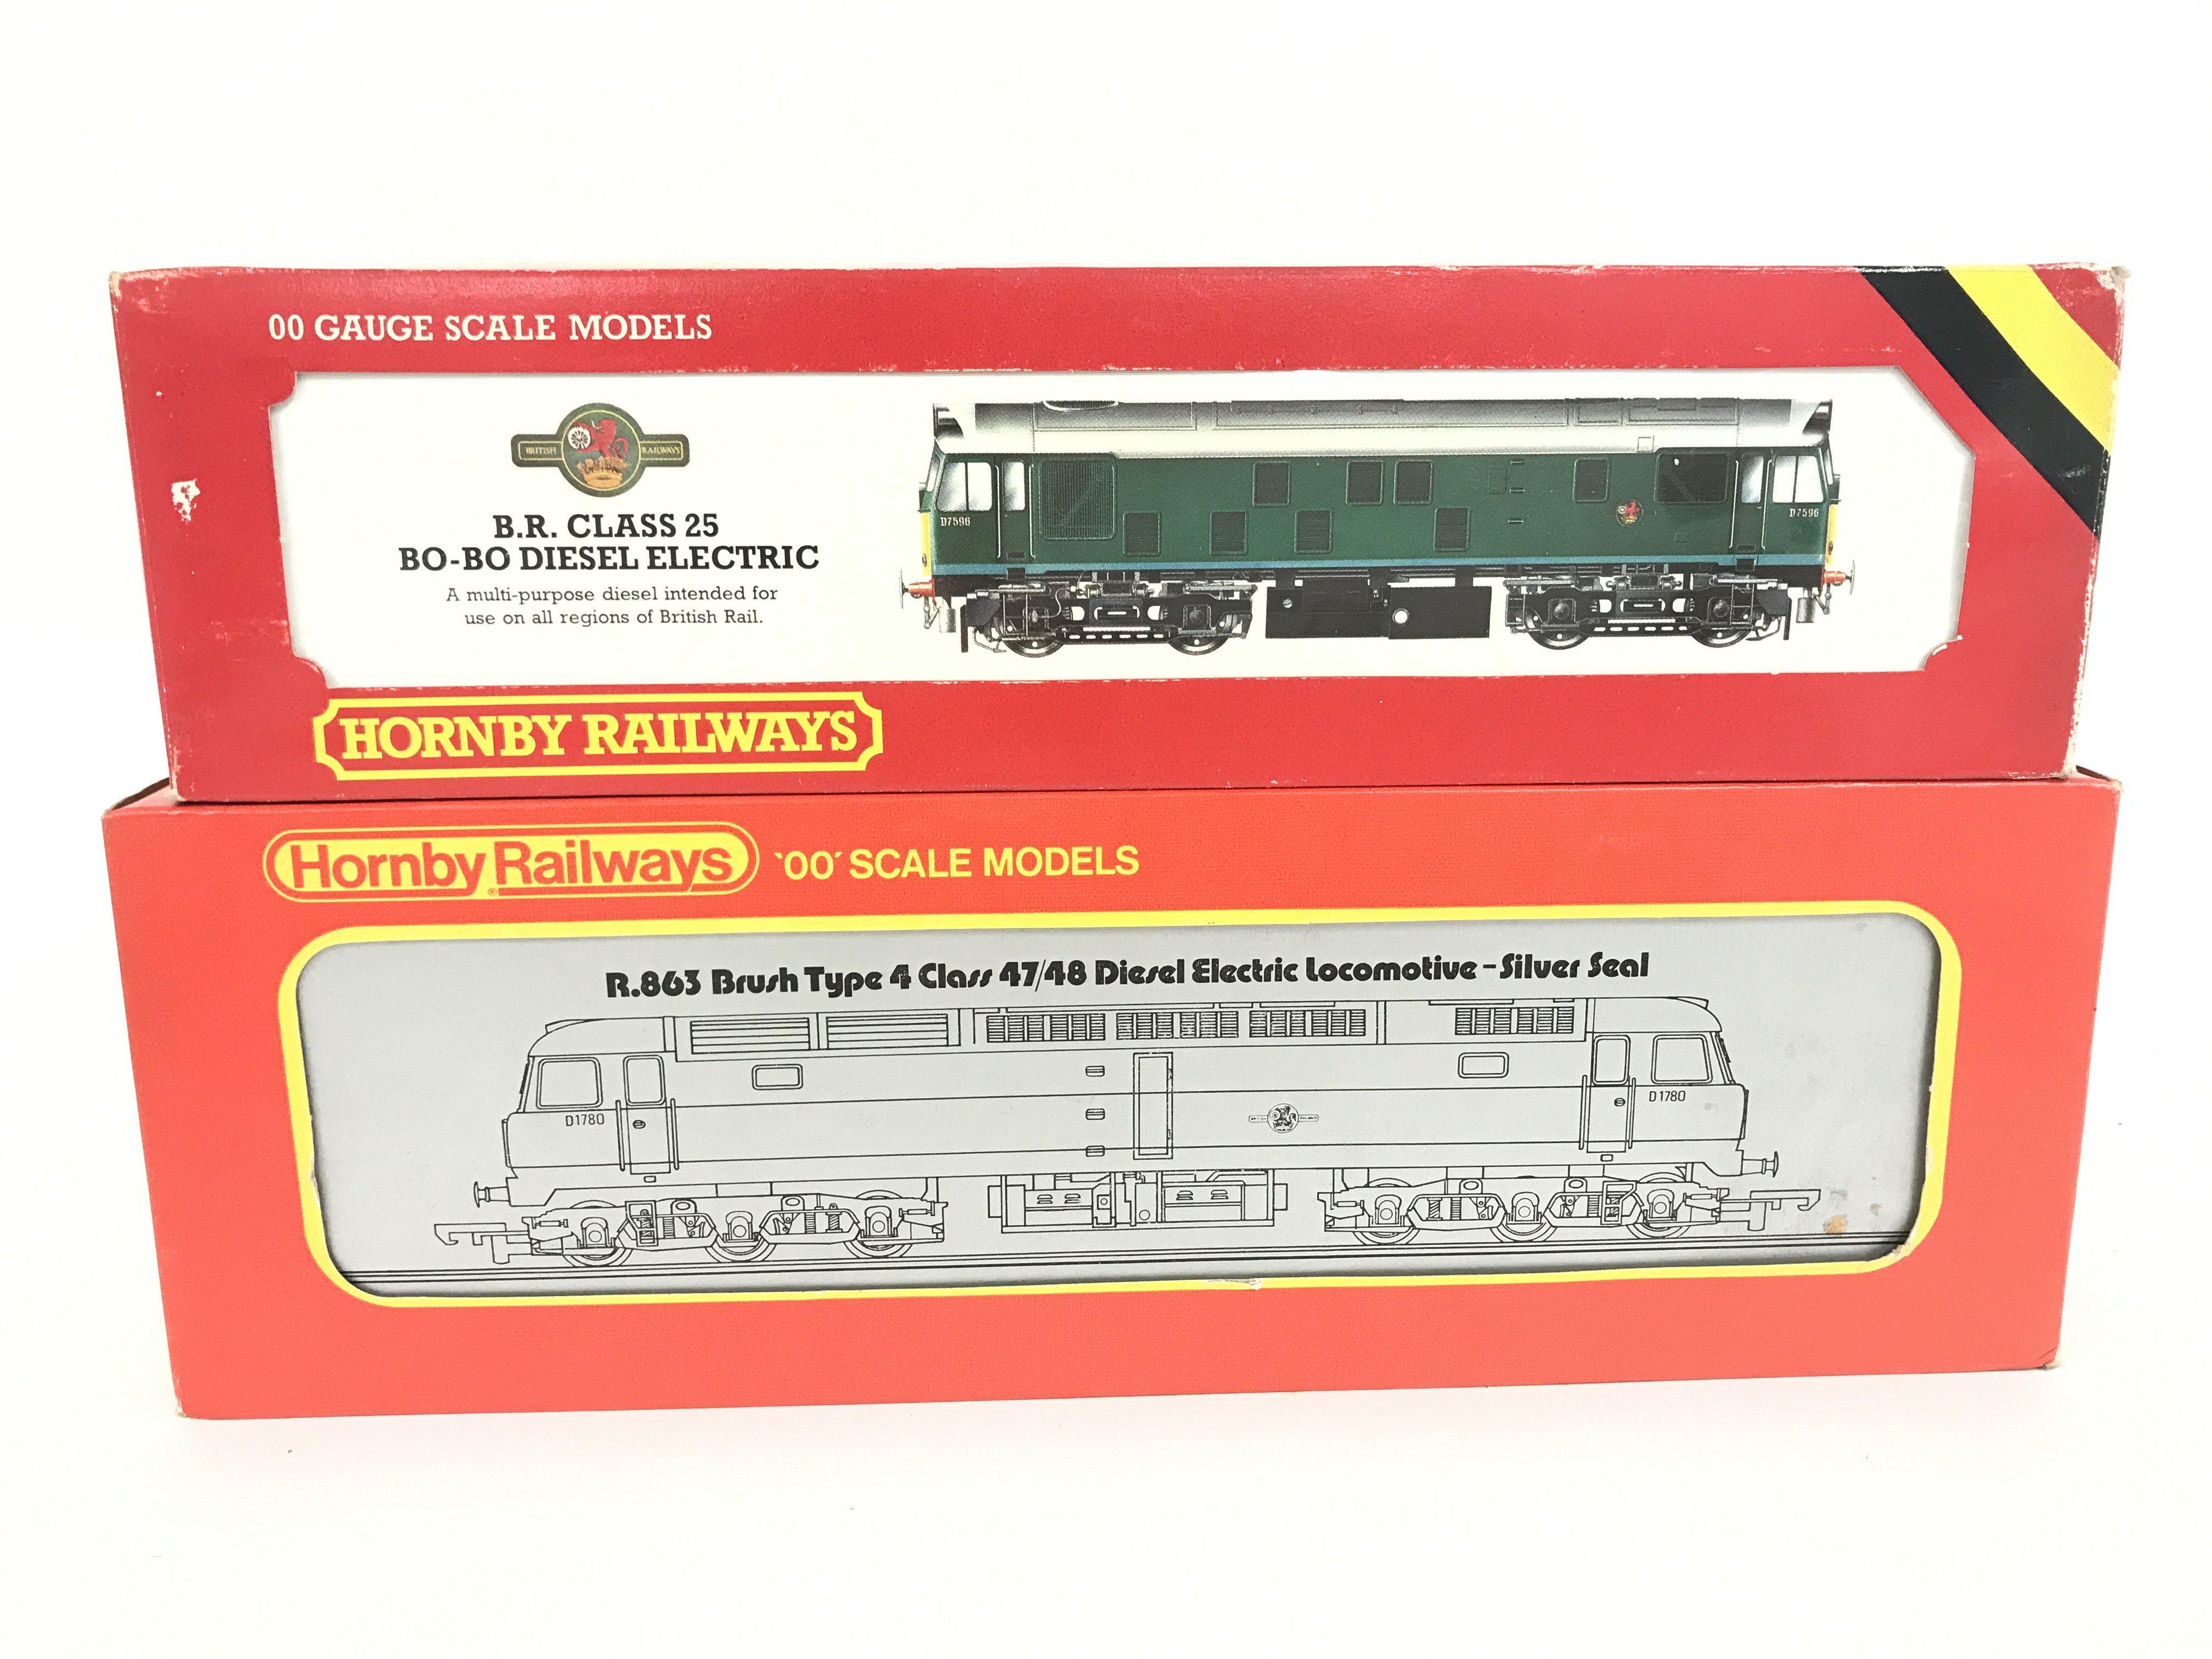 00 GAUGE SCALE MODELS
BRITISH RAILWAYS
B.R. CLASS 25
BO-BO DIESEL ELECTRIC
A multi-purpose diesel intended for
use on all regions of British Rail.
D7596
D7596
HORNBY RAILWAYS
Hornby Railways ® '00' SCALE MODELS
R.863 Brush Type 4 Class 47/48 Diesel Electric Locomotive - Silver Seal
D1780
D1780